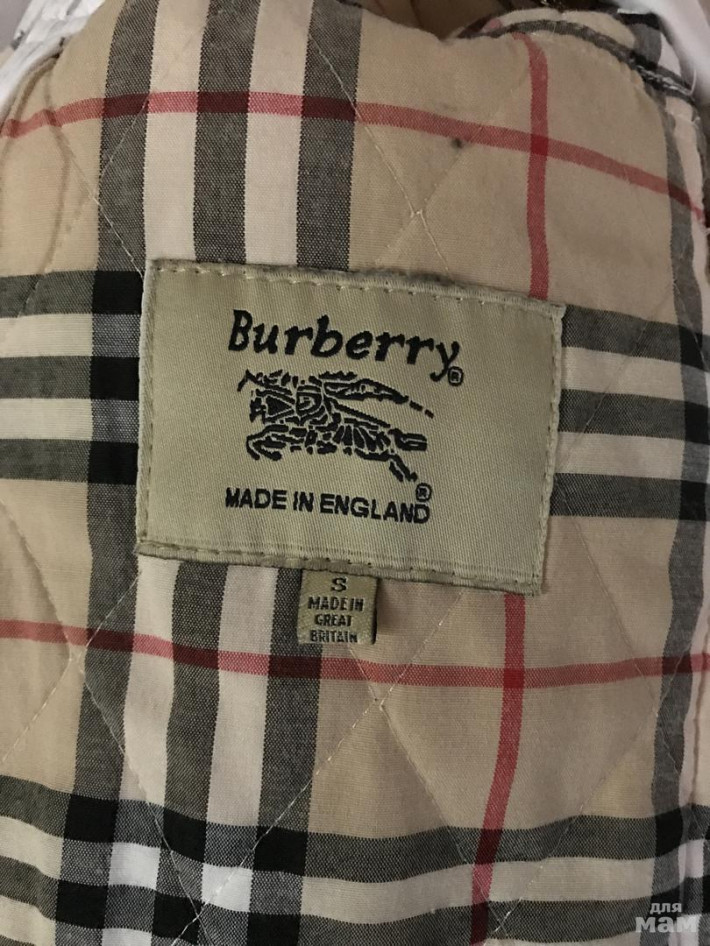 Burberry®
®
MADE IN ENGLAND
S
MADE IN
GREAT
BRITAIN
для
мам